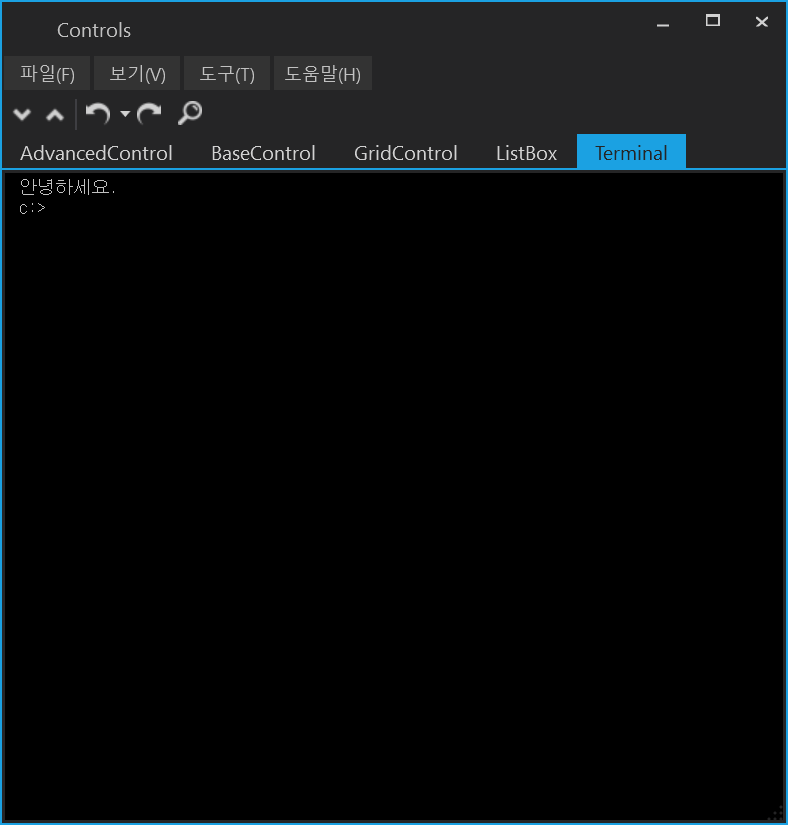 Controls
파일(F) 보기(V) 도구(T) 도움말(H)
AdvancedControl BaseControl GridControl ListBox Terminal
안녕하세요.
c:>